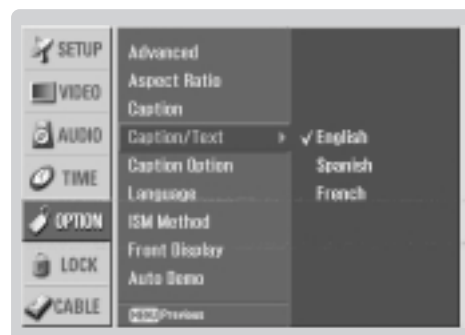 SETUP
VIDEO
AUDIO
TIME
OPTION
LOCK
CABLE
Advanced
Aspect Ratio
Caption
Caption/Text
Caption Option
Language
ISM Method
Front Display
Auto Demo
MENU Previous
✓ English
Spanish
French